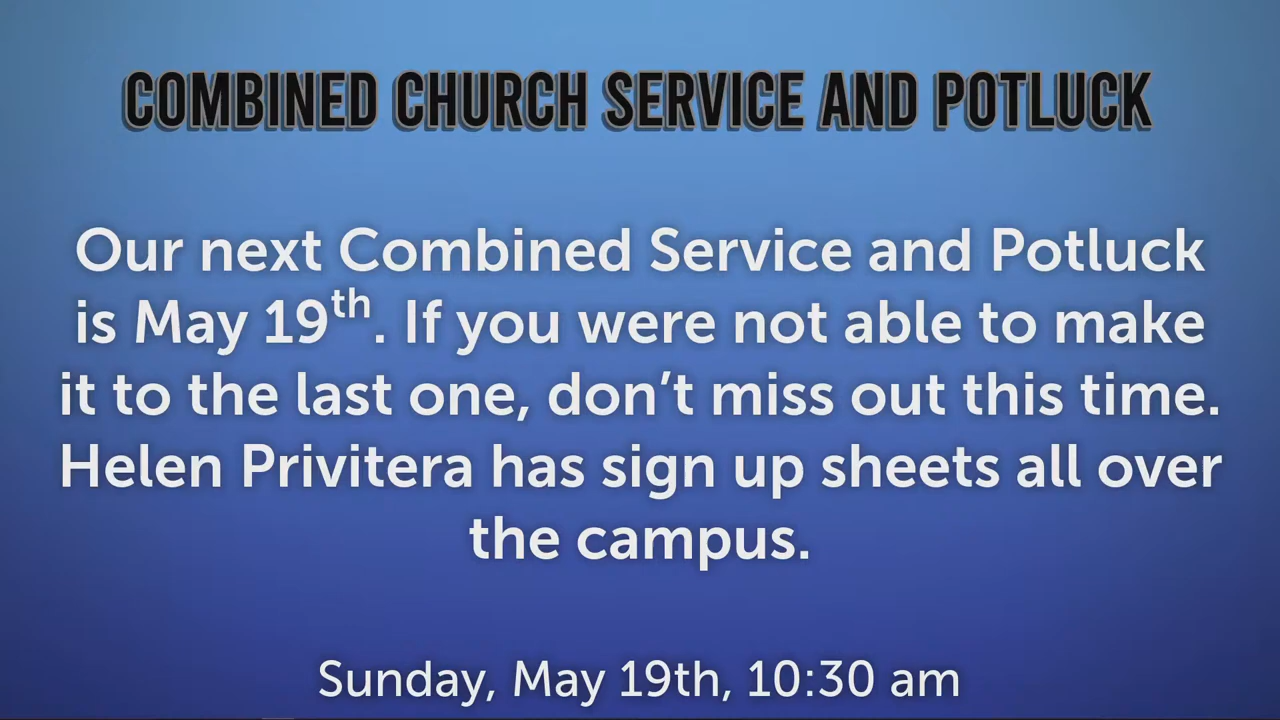 COMBINED CHURCH SERVICE AND POTLUCK
Our next Combined Service and Potluck
is May 19th. If you were not able to make
it to the last one, don’t miss out this time.
Helen Privitera has sign up sheets all over
the campus.
Sunday, May 19th, 10:30 am